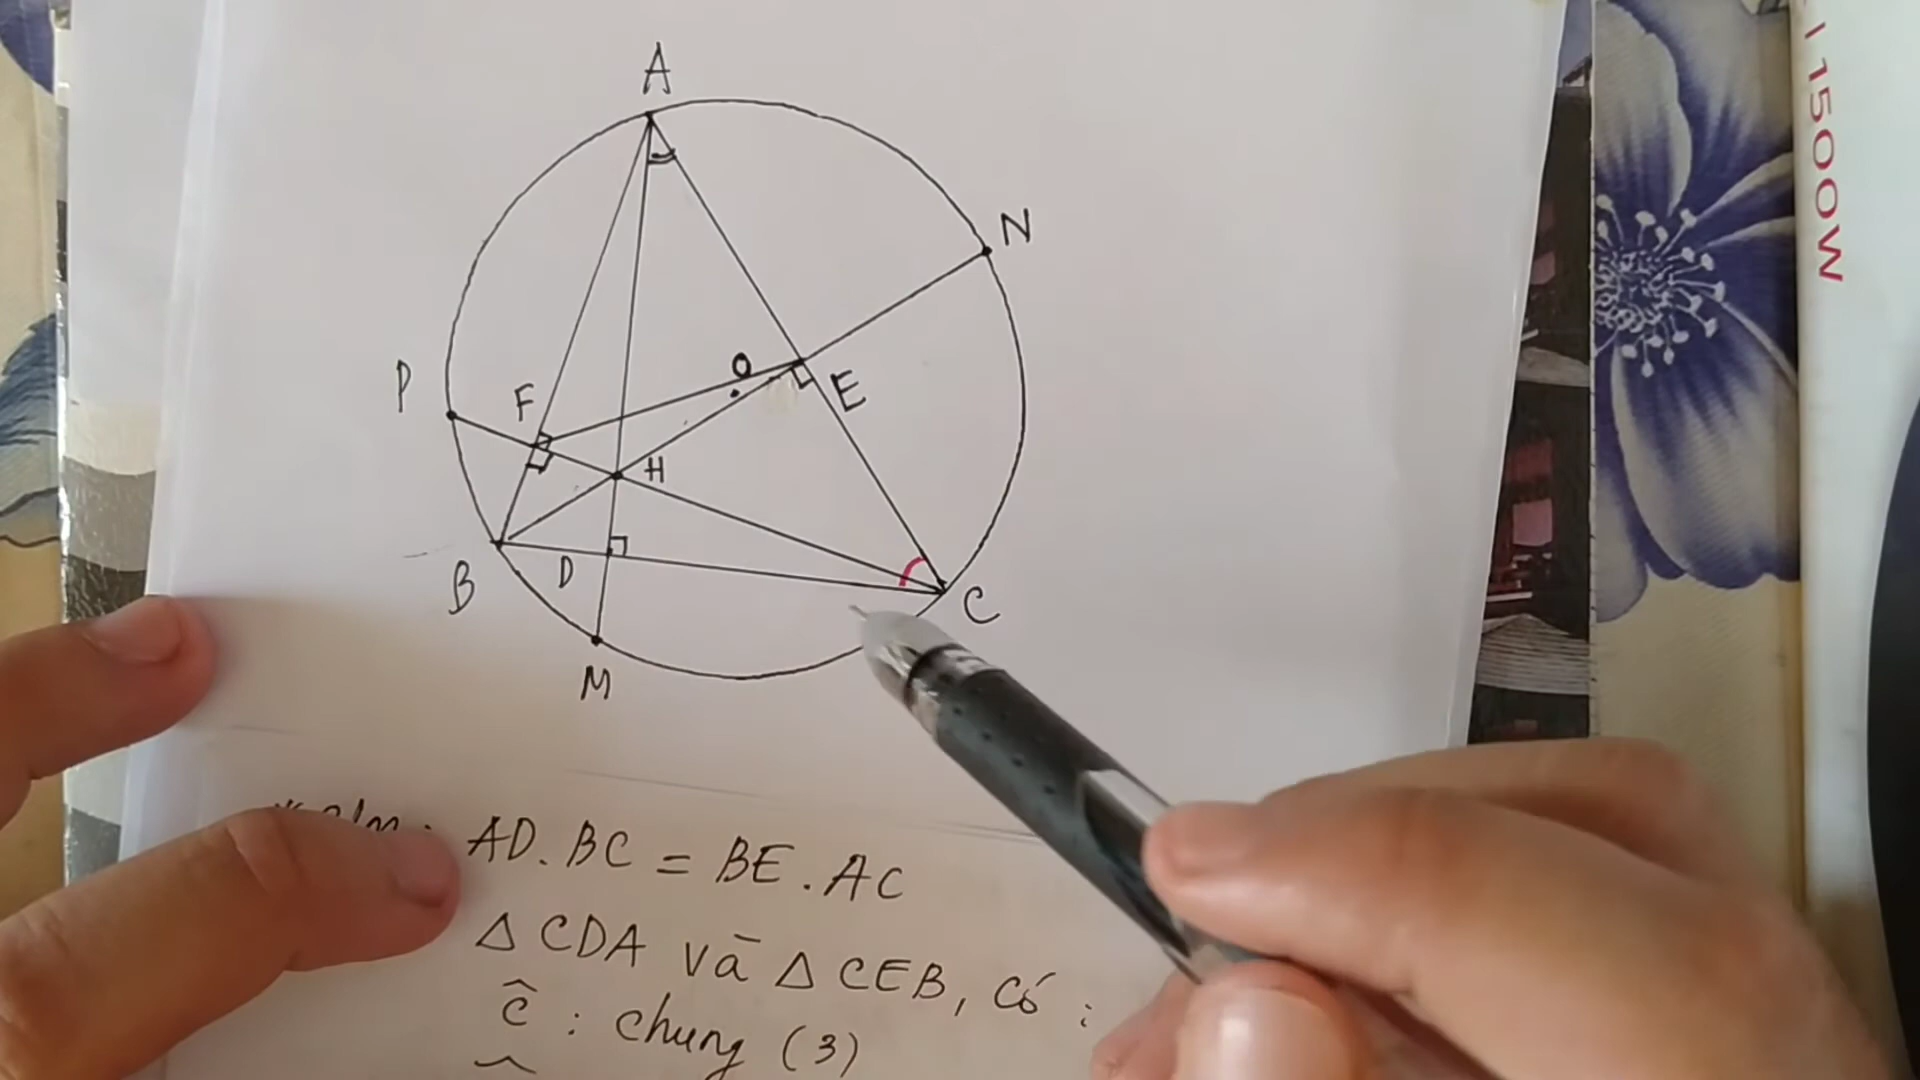 A
N
O
P
F
E
H
B
D
C
M
AD.BC = BE.AC
Δ CDA và Δ CEB, có :
ĉ : chung (3)
1500W